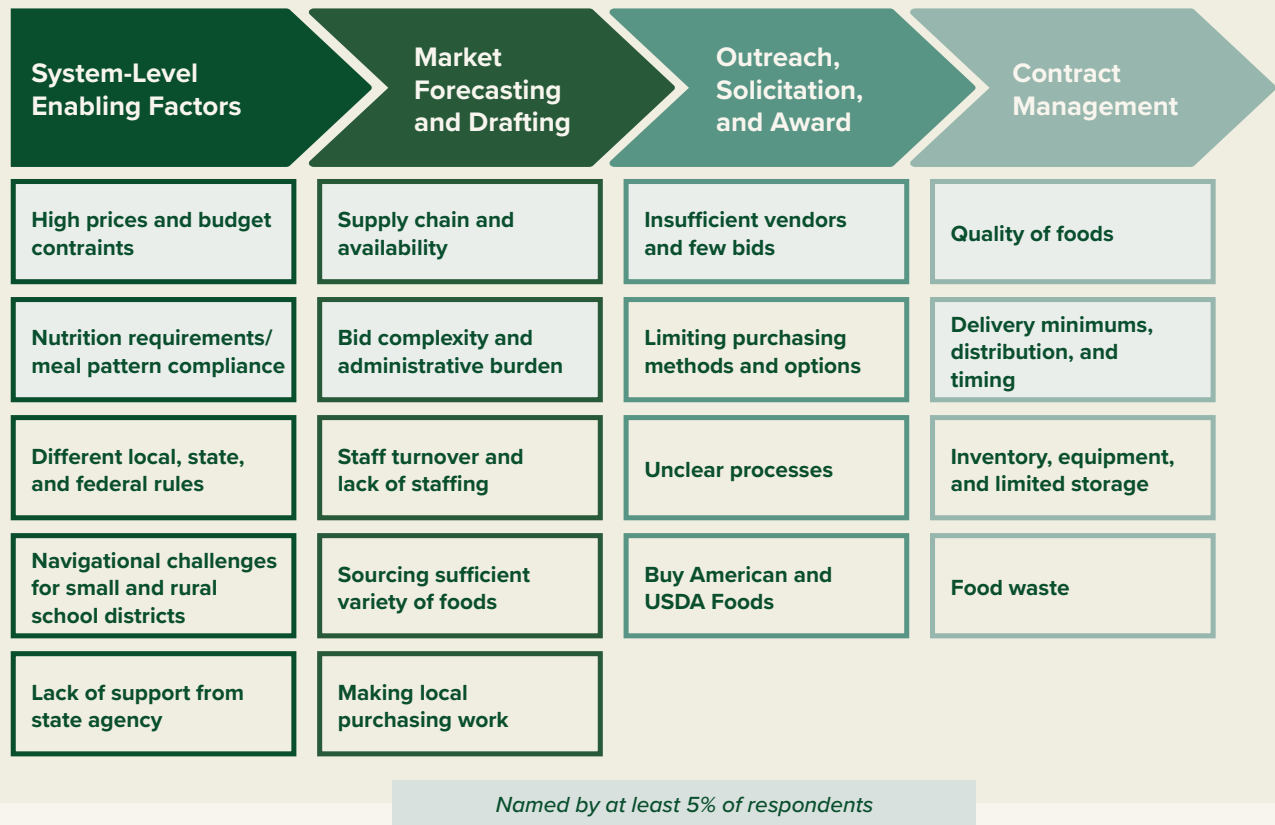 System-Level
Enabling Factors
Market
Forecasting
and Drafting
Outreach,
Solicitation,
and Award
Contract
Management
High prices and budget
contraints
Supply chain and
availability
Insufficient vendors
and few bids
Quality of foods
Nutrition requirements/
meal pattern compliance
Bid complexity and
administrative burden
Limiting purchasing
methods and options
Delivery minimums,
distribution, and
timing
Different local, state,
and federal rules
Staff turnover and
lack of staffing
Unclear processes
Inventory, equipment,
and limited storage
Navigational challenges
for small and rural
school districts
Sourcing sufficient
variety of foods
Buy American and
USDA Foods
Food waste
Lack of support from
state agency
Making local
purchasing work
Named by at least 5% of respondents